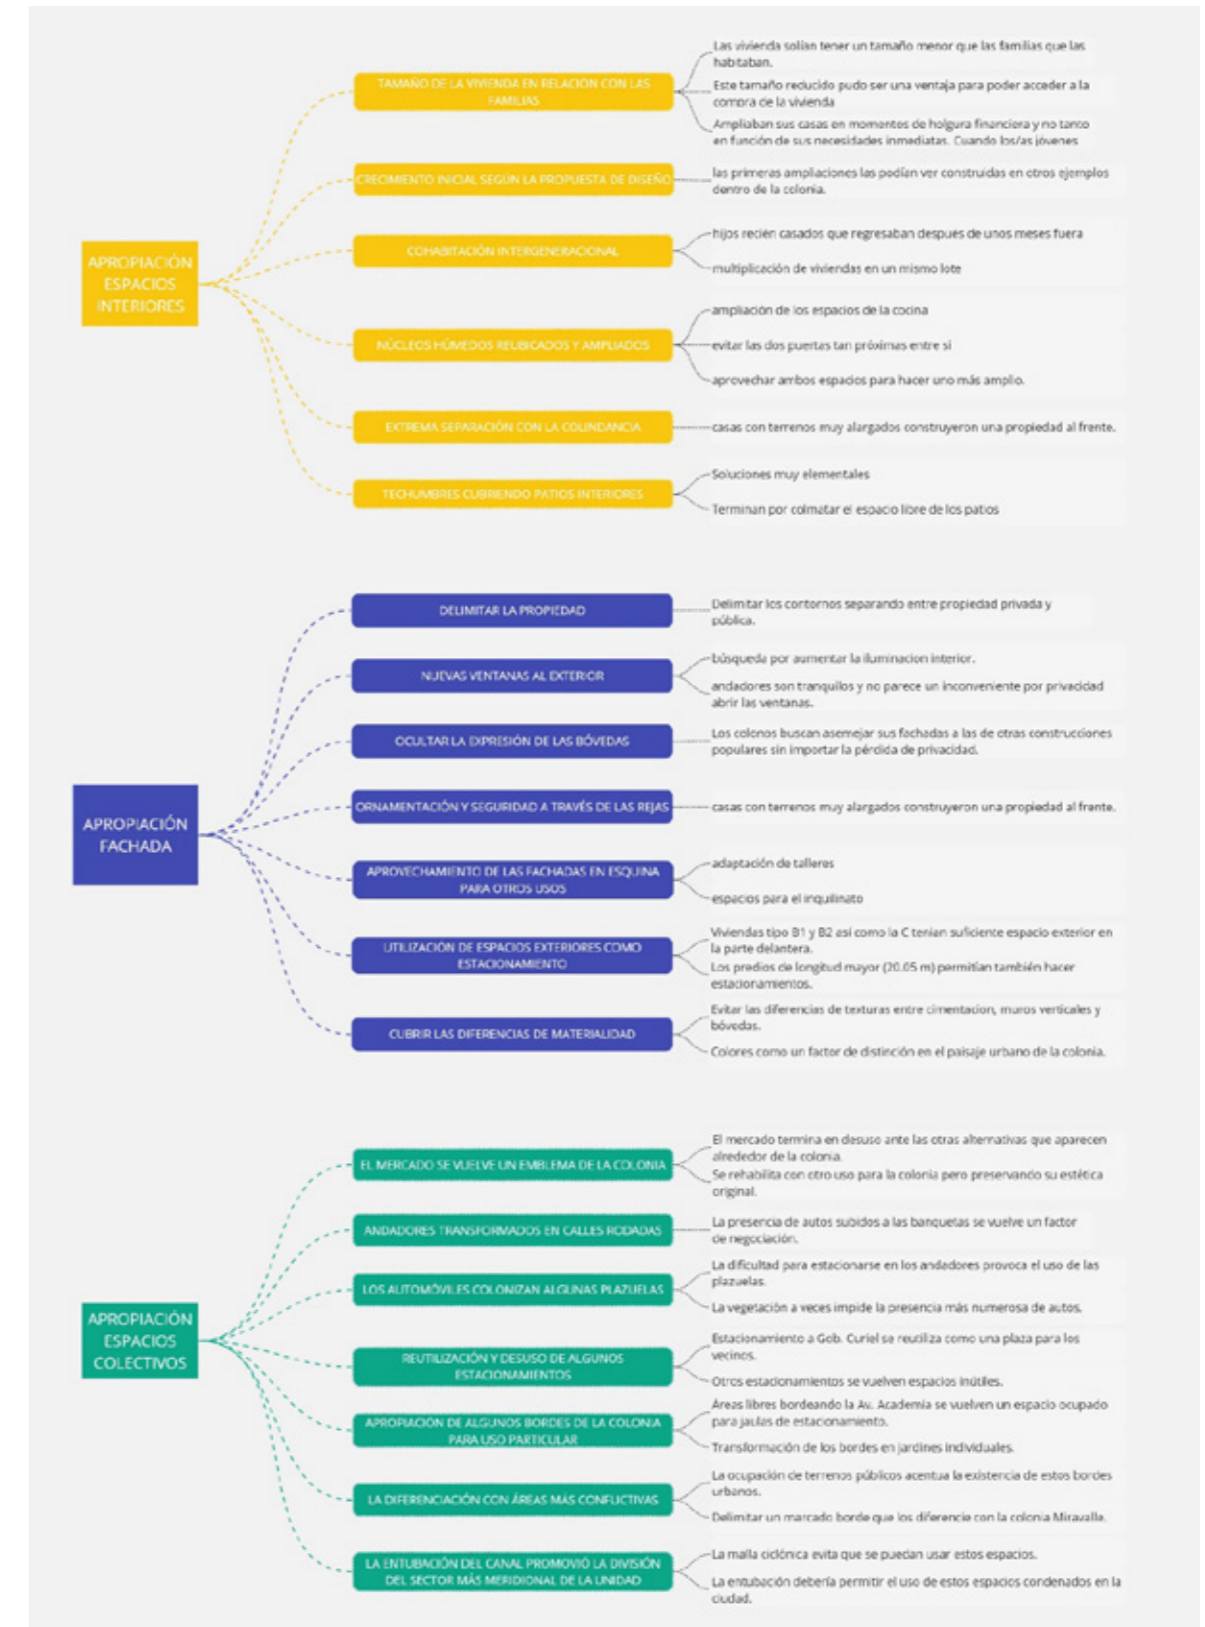 APROPIACIÓN
ESPACIOS
INTERIORES
TAMAÑO DE LA VIVIENDA EN RELACIÓN CON LAS
FAMILIAS
Las vivienda solían tener un tamaño menor que las familias que las
habitaban.
Este tamaño reducido pudo ser una ventaja para poder acceder a la
compra de la vivienda
Ampliaban sus casas en momentos de holgura financiera y no tanto
en función de sus necesidades inmediatas. Cuando los/as jóvenes
CRECIMIENTO INICIAL SEGÚN LA PROPUESTA DE DISEÑO
las primeras ampliaciones las podían ver construidas en otros ejemplos
dentro de la colonia.
COHABITACIÓN INTERGENERACIONAL
hijos recién casados que regresaban después de unos meses fuera
multiplicación de viviendas en un mismo lote
NÚCLEOS HÚMEDOS REUBICADOS Y AMPLIADOS
ampliación de los espacios de la cocina
evitar las dos puertas tan próximas entre si
aprovechar ambos espacios para hacer uno más amplio.
EXTREMA SEPARACIÓN CON LA COLINDANCIA
casas con terrenos muy alargados construyeron una propiedad al frente.
TECHUMBRES CUBRIENDO PATIOS INTERIORES
Soluciones muy elementales
Terminan por colmatar el espacio libre de los patios
APROPIACIÓN
FACHADA
DELIMITAR LA PROPIEDAD
Delimitar los contornos separando entre propiedad privada y
pública.
NUEVAS VENTANAS AL EXTERIOR
búsqueda por aumentar la iluminacion interior.
andadores son tranquilos y no parece un inconveniente por privacidad
abrir las ventanas.
OCULTAR LA EXPRESIÓN DE LAS BÓVEDAS
Los colonos buscan asemejar sus fachadas a las de otras construcciones
populares sin importar la pérdida de privacidad.
ORNAMENTACIÓN Y SEGURIDAD A TRAVÉS DE LAS REJAS
casas con terrenos muy alargados construyeron una propiedad al frente.
APROVECHAMIENTO DE LAS FACHADAS EN ESQUINA
PARA OTROS USOS
adaptación de talleres
espacios para el inquilinato
UTILIZACIÓN DE ESPACIOS EXTERIORES COMO
ESTACIONAMIENTO
Viviendas tipo B1 y B2 así como la C tenian suficiente espacio exterior en
la parte delantera.
Los predios de longitud mayor (20.05 m) permitían también hacer
estacionamientos.
CUBRIR LAS DIFERENCIAS DE MATERIALIDAD
Evitar las diferencias de texturas entre cimentacion, muros verticales y
bóvedas.
Colores como un factor de distinción en el paisaje urbano de la colonia.
APROPIACIÓN
ESPACIOS
COLECTIVOS
EL MERCADO SE VUELVE UN EMBLEMA DE LA COLONIA
El mercado termina en desuso ante las otras alternativas que aparecen
alrededor de la colonia.
Se rehabilita con otro uso para la colonia pero preservando su estética
original.
ANDADORES TRANSFORMADOS EN CALLES RODADAS
La presencia de autos subidos a las banquetas se vuelve un factor
de negociación.
LOS AUTOMÓVILES COLONIZAN ALGUNAS PLAZUELAS
La dificultad para estacionarse en los andadores provoca el uso de las
plazuelas.
La vegetación a veces impide la presencia más numerosa de autos.
REUTILIZACIÓN Y DESUSO DE ALGUNOS
ESTACIONAMIENTOS
Estacionamiento a Gob. Curiel se reutiliza como una plaza para los
vecinos.
Otros estacionamientos se vuelven espacios inútiles.
APROPIACIÓN DE ALGUNOS BORDES DE LA COLONIA
PARA USO PARTICULAR
Áreas libres bordeando la Av. Academia se vuelven un espacio ocupado
para jaulas de estacionamiento.
Transformación de los bordes en jardines individuales.
LA DIFERENCIACIÓN CON ÁREAS MÁS CONFLICTIVAS
La ocupación de terrenos públicos acentua la existencia de estos bordes
urbanos.
Delimitar un marcado borde que los diferencie con la colonia Miravalle.
LA ENTUBACIÓN DEL CANAL PROMOVIÓ LA DIVISIÓN
DEL SECTOR MÁS MERIDIONAL DE LA UNIDAD
La malla ciclónica evita que se puedan usar estos espacios.
La entubación debería permitir el uso de estos espacios condenados en la
ciudad.